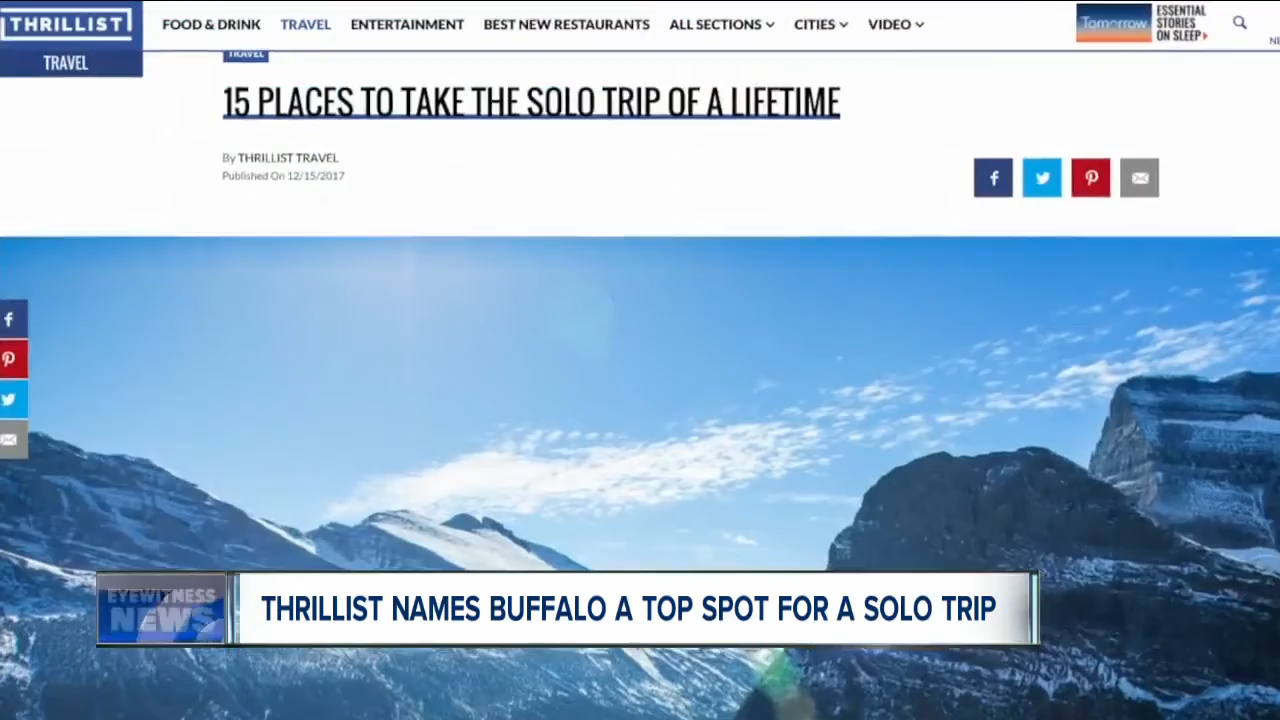 THRILLIST
FOOD & DRINK TRAVEL ENTERTAINMENT BEST NEW RESTAURANTS ALL SECTIONS CITIES VIDEO
Tomorrow
ESSENTIAL
STORIES
ON SLEEP
NE
TRAVEL
TRAVEL
15 PLACES TO TAKE THE SOLO TRIP OF A LIFETIME
By THRILLIST TRAVEL
Published On 12/15/2017
EYEWITNESS
NEWS
THRILLIST NAMES BUFFALO A TOP SPOT FOR A SOLO TRIP